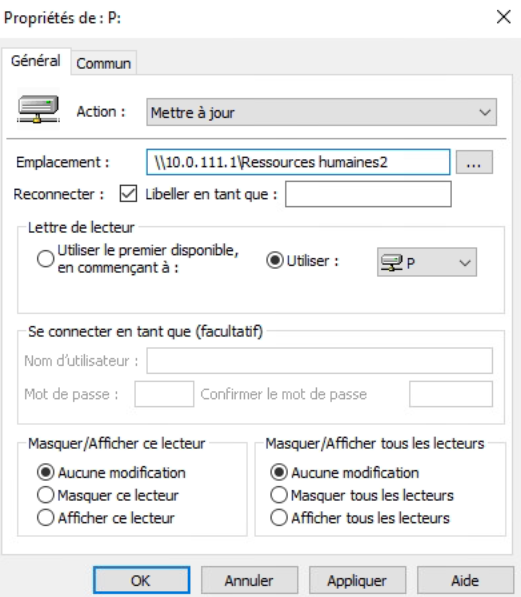 Propriétés de : P:
Général Commun
Action : Mettre à jour
Emplacement : \\10.0.111.1\Ressources humaines2 ...
Reconnecter : Libeller en tant que :
Lettre de lecteur
Utiliser le premier disponible,
en commençant à :
Utiliser : P
Se connecter en tant que (facultatif)
Nom d'utilisateur :
Mot de passe : Confirmer le mot de passe
Masquer/Afficher ce lecteur
Aucune modification
Masquer ce lecteur
Afficher ce lecteur
Masquer/Afficher tous les lecteurs
Aucune modification
Masquer tous les lecteurs
Afficher tous les lecteurs
OK Annuler Appliquer Aide